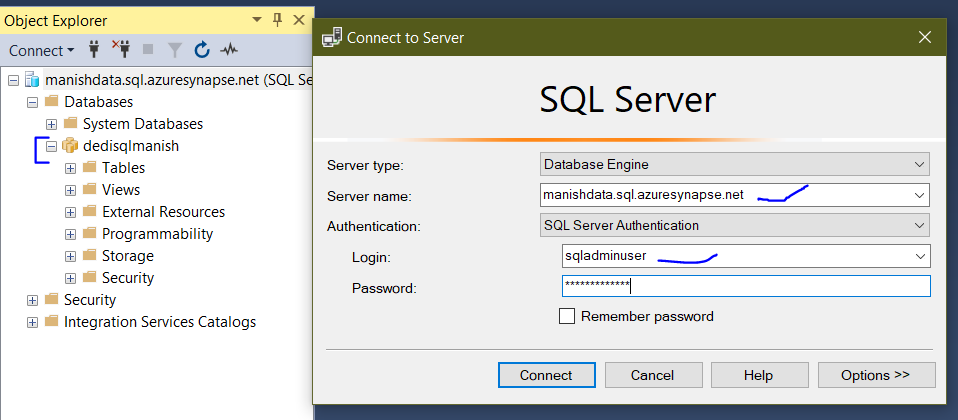 Object Explorer
Connect
manishdata.sql.azuresynapse.net (SQL Se
Databases
System Databases
dedisqlmanish
Tables
Views
External Resources
Programmability
Storage
Security
Security
Integration Services Catalogs
Connect to Server
SQL Server
Server type:
Database Engine
Server name:
manishdata.sql.azuresynapse.net
Authentication:
SQL Server Authentication
Login:
sqladminuser
Password:
*************
Remember password
Connect
Cancel
Help
Options >>